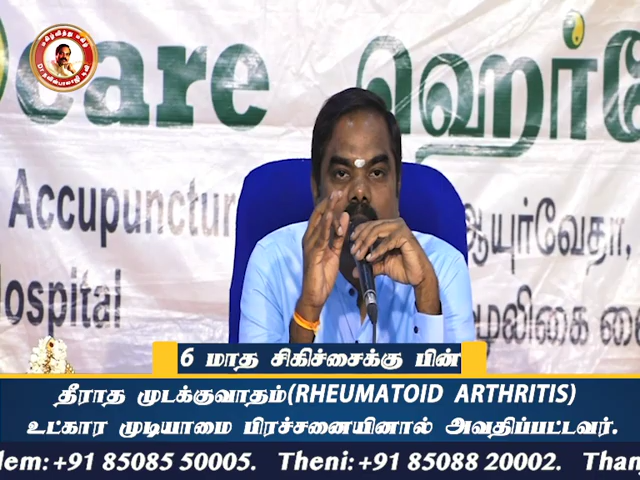 care ஹெர்
Accupunctur
ஆயுர்வேதா,
Hospital
மூலிகை வை
6 மாத சிகிச்சைக்கு பின்
தீராத முடக்குவாதம்(RHEUMATOID ARTHRITIS)
உட்கார முடியாமை பிரச்சனையினால் அவதிப்பட்டவர்.
lem: +91 85085 50005. Theni: +91 85088 20002. Than